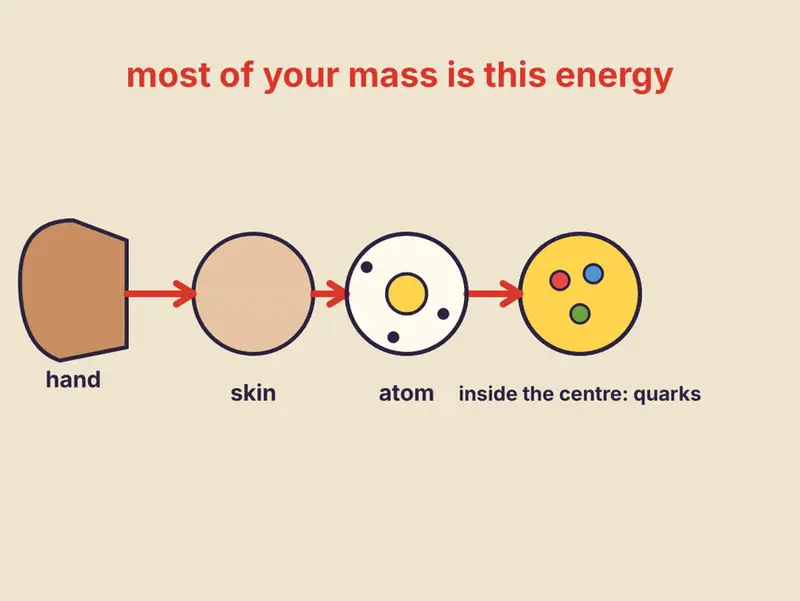 most of your mass is this energy
hand
skin
atom
inside the centre: quarks